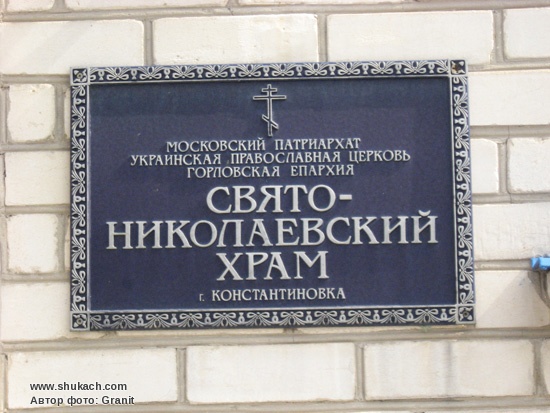 МОСКОВСКИЙ ПАТРИАРХАТ
УКРАИНСКАЯ ПРАВОСЛАВНАЯ ЦЕРКОВЬ
ГОРЛОВСКАЯ ЕПАРХИЯ
СВЯТО-
НИКОЛАЕВСКИЙ
ХРАМ
г. КОНСТАНТИНОВКА
www.shukach.com
Автор фото: Granit